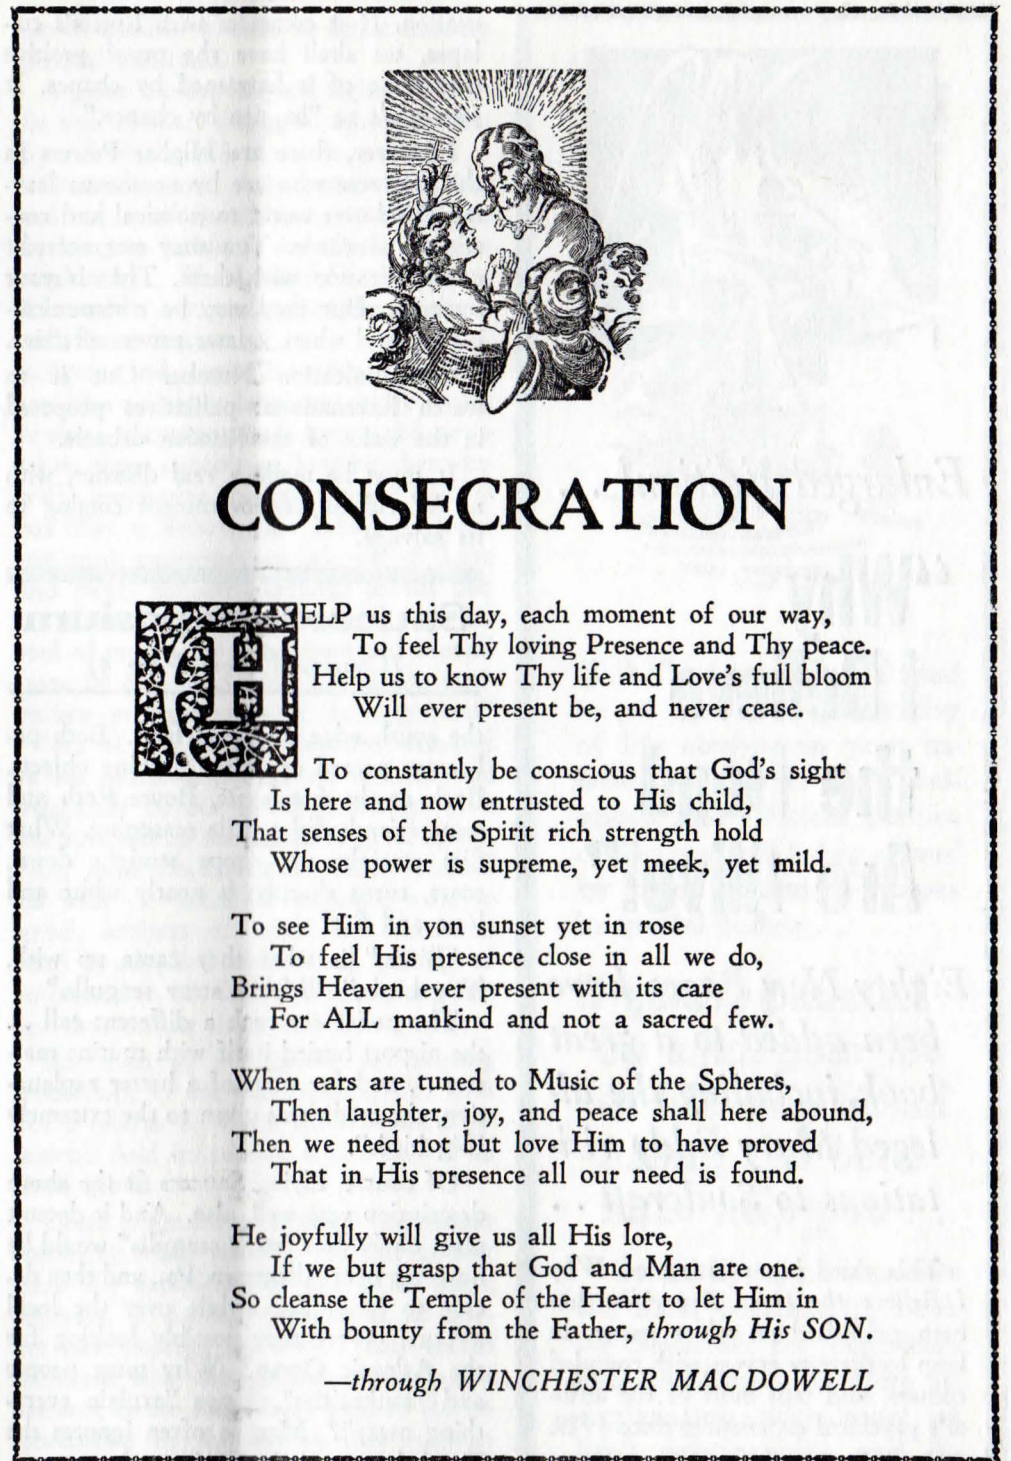 CONSECRATION
HELP us this day, each moment of our way,
To feel Thy loving Presence and Thy peace.
Help us to know Thy life and Love's full bloom
Will ever present be, and never cease.
To constantly be conscious that God's sight
Is here and now entrusted to His child,
That senses of the Spirit rich strength hold
Whose power is supreme, yet meek, yet mild.
To see Him in yon sunset yet in rose
To feel His presence close in all we do,
Brings Heaven ever present with its care
For ALL mankind and not a sacred few.
When ears are tuned to Music of the Spheres,
Then laughter, joy, and peace shall here abound,
Then we need not but love Him to have proved
That in His presence all our need is found.
He joyfully will give us all His lore,
If we but grasp that God and Man are one.
So cleanse the Temple of the Heart to let Him in
With bounty from the Father, through His SON.
—through WINCHESTER MAC DOWELL